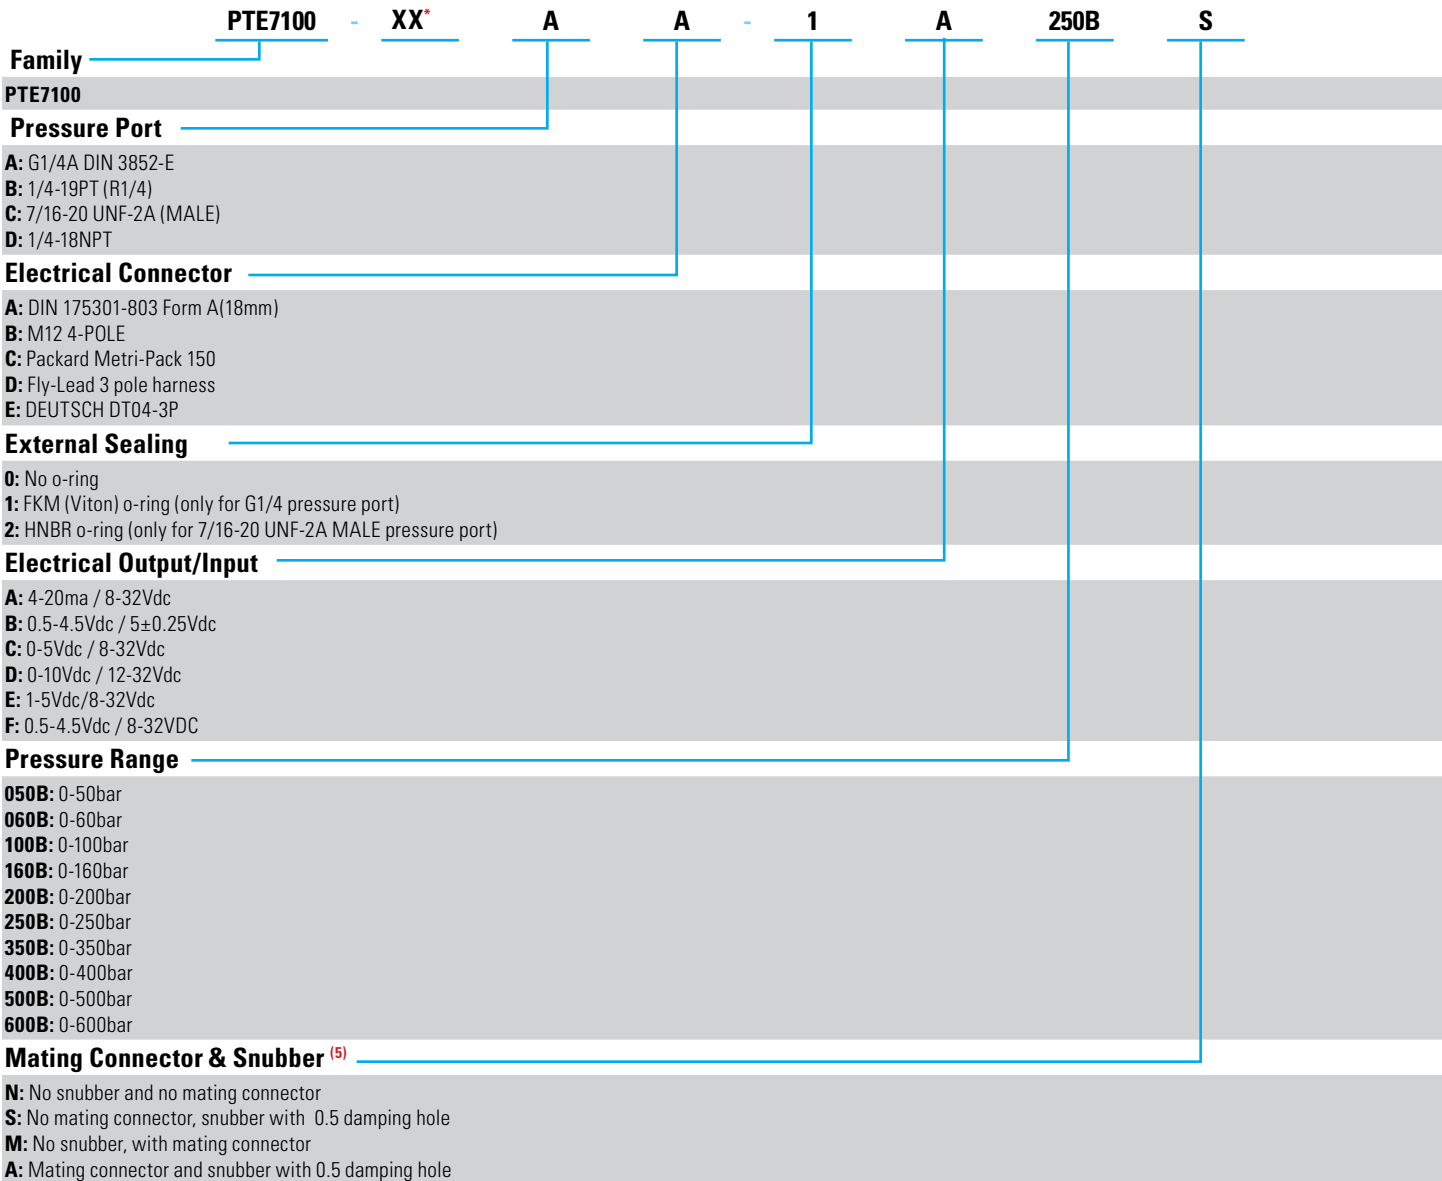 PTE7100 - XX* A A - 1 A 250B S
Family
PTE7100
Pressure Port
A: G1/4A DIN 3852-E
B: 1/4-19PT (R1/4)
C: 7/16-20 UNF-2A (MALE)
D: 1/4-18NPT
Electrical Connector
A: DIN 175301-803 Form A(18mm)
B: M12 4-POLE
C: Packard Metri-Pack 150
D: Fly-Lead 3 pole harness
E: DEUTSCH DT04-3P
External Sealing
0: No o-ring
1: FKM (Viton) o-ring (only for G1/4 pressure port)
2: HNBR o-ring (only for 7/16-20 UNF-2A MALE pressure port)
Electrical Output/Input
A: 4-20ma / 8-32Vdc
B: 0.5-4.5Vdc / 5±0.25Vdc
C: 0-5Vdc / 8-32Vdc
D: 0-10Vdc / 12-32Vdc
E: 1-5Vdc/8-32Vdc
F: 0.5-4.5Vdc / 8-32VDC
Pressure Range
050B: 0-50bar
060B: 0-60bar
100B: 0-100bar
160B: 0-160bar
200B: 0-200bar
250B: 0-250bar
350B: 0-350bar
400B: 0-400bar
500B: 0-500bar
600B: 0-600bar
Mating Connector & Snubber (5)
N: No snubber and no mating connector
S: No mating connector, snubber with 0.5 damping hole
M: No snubber, with mating connector
A: Mating connector and snubber with 0.5 damping hole